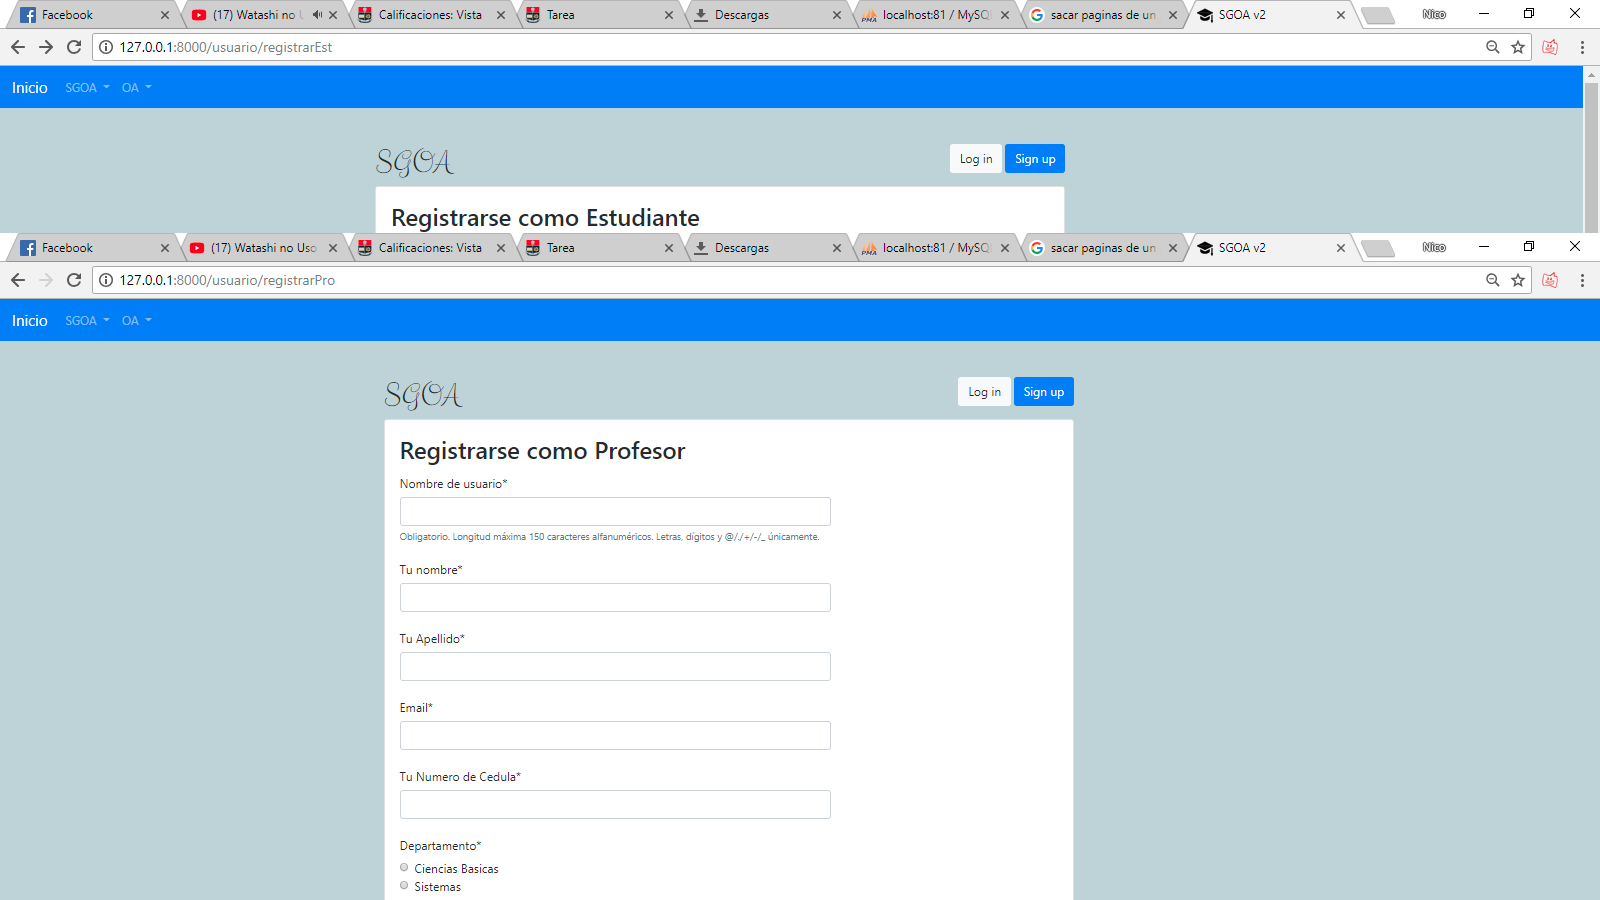 Facebook
(17) Watashi no U
Calificaciones: Vista
Tarea
Descargas
localhost:81 / MySQ
sacar paginas de un
SGOA v2
Nico
127.0.0.1:8000/usuario/registrarEst
Inicio SGOA OA
SGOA
Log in Sign up
Registrarse como Estudiante
Facebook
(17) Watashi no Uso
Calificaciones: Vista
Tarea
Descargas
localhost:81 / MySQ
sacar paginas de un
SGOA v2
Nico
127.0.0.1:8000/usuario/registrarPro
Inicio SGOA OA
SGOA
Log in Sign up
Registrarse como Profesor
Nombre de usuario*
Obligatorio. Longitud máxima 150 caracteres alfanuméricos. Letras, dígitos y @/./+/-/_ únicamente.
Tu nombre*
Tu Apellido*
Email*
Tu Numero de Cedula*
Departamento*
Ciencias Basicas
Sistemas